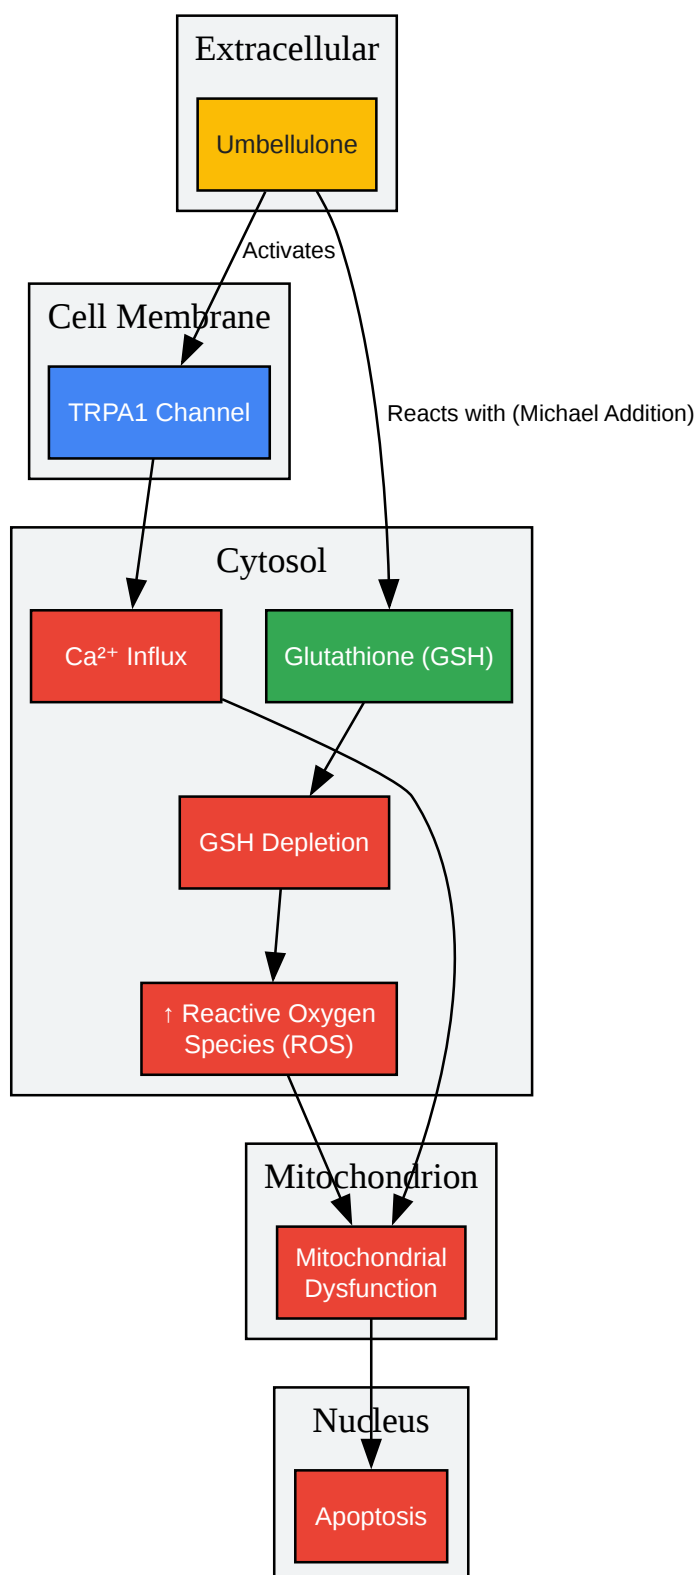 Extracellular
Umbellulone
Activates
Cell Membrane
TRPA1 Channel
Reacts with (Michael Addition)
Cytosol
Ca²⁺ Influx
Glutathione (GSH)
GSH Depletion
↑ Reactive Oxygen
Species (ROS)
Mitochondrion
Mitochondrial
Dysfunction
Nucleus
Apoptosis